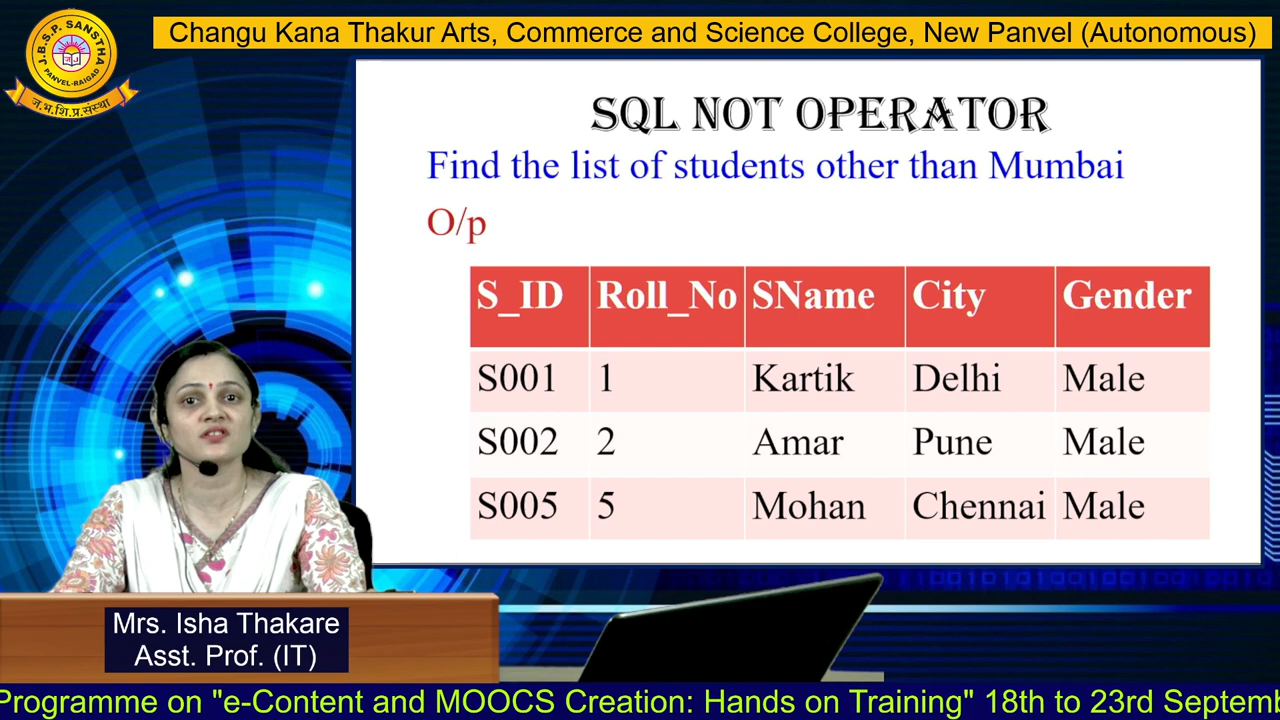 J.B.S.P. SANSTHA
PANVEL-RAIGAD
ज.भ.शि.प्र.संस्था
Changu Kana Thakur Arts, Commerce and Science College, New Panvel (Autonomous)
SQL NOT OPERATOR
Find the list of students other than Mumbai
O/p
S_ID Roll_No SName City Gender
S001 1 Kartik Delhi Male
S002 2 Amar Pune Male
S005 5 Mohan Chennai Male
Mrs. Isha Thakare
Asst. Prof. (IT)
Programme on "e-Content and MOOCS Creation: Hands on Training" 18th to 23rd Septemb